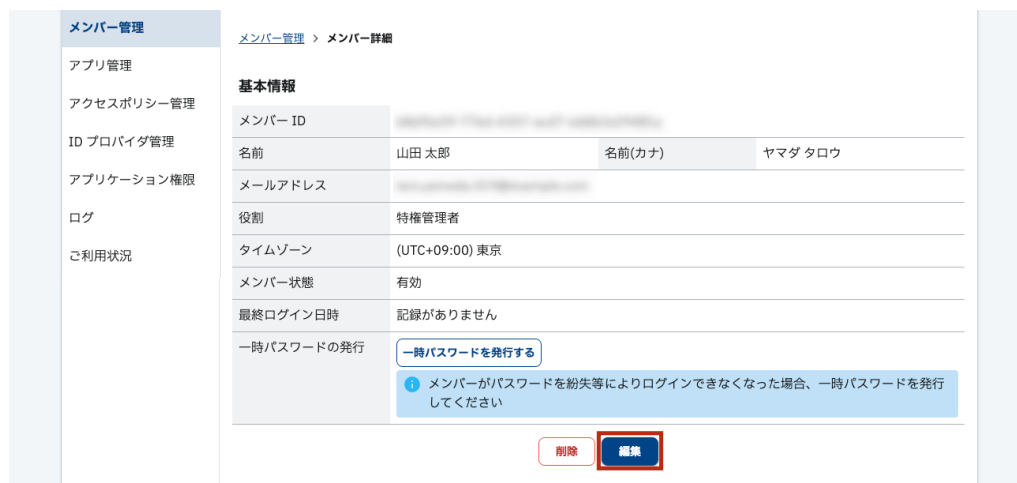 メンバー管理
アプリ管理
アクセスポリシー管理
ID プロバイダ管理
アプリケーション権限
ログ
ご利用状況
メンバー管理 > メンバー詳細
基本情報
メンバー ID
名前 山田 太郎 名前(カナ) ヤマダ タロウ
メールアドレス
役割 特権管理者
タイムゾーン (UTC+09:00) 東京
メンバー状態 有効
最終ログイン日時 記録がありません
一時パスワードの発行 一時パスワードを発行する
メンバーがパスワードを紛失等によりログインできなくなった場合、一時パスワードを発行
してください
削除 編集